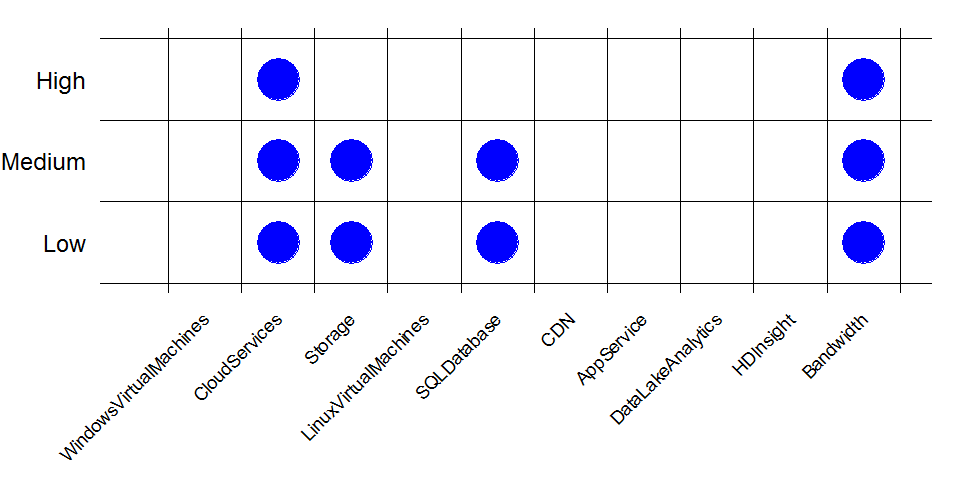 High
Medium
Low
WindowsVirtualMachines
CloudServices
Storage
LinuxVirtualMachines
SQLDatabase
CDN
AppService
DataLakeAnalytics
HDInsight
Bandwidth